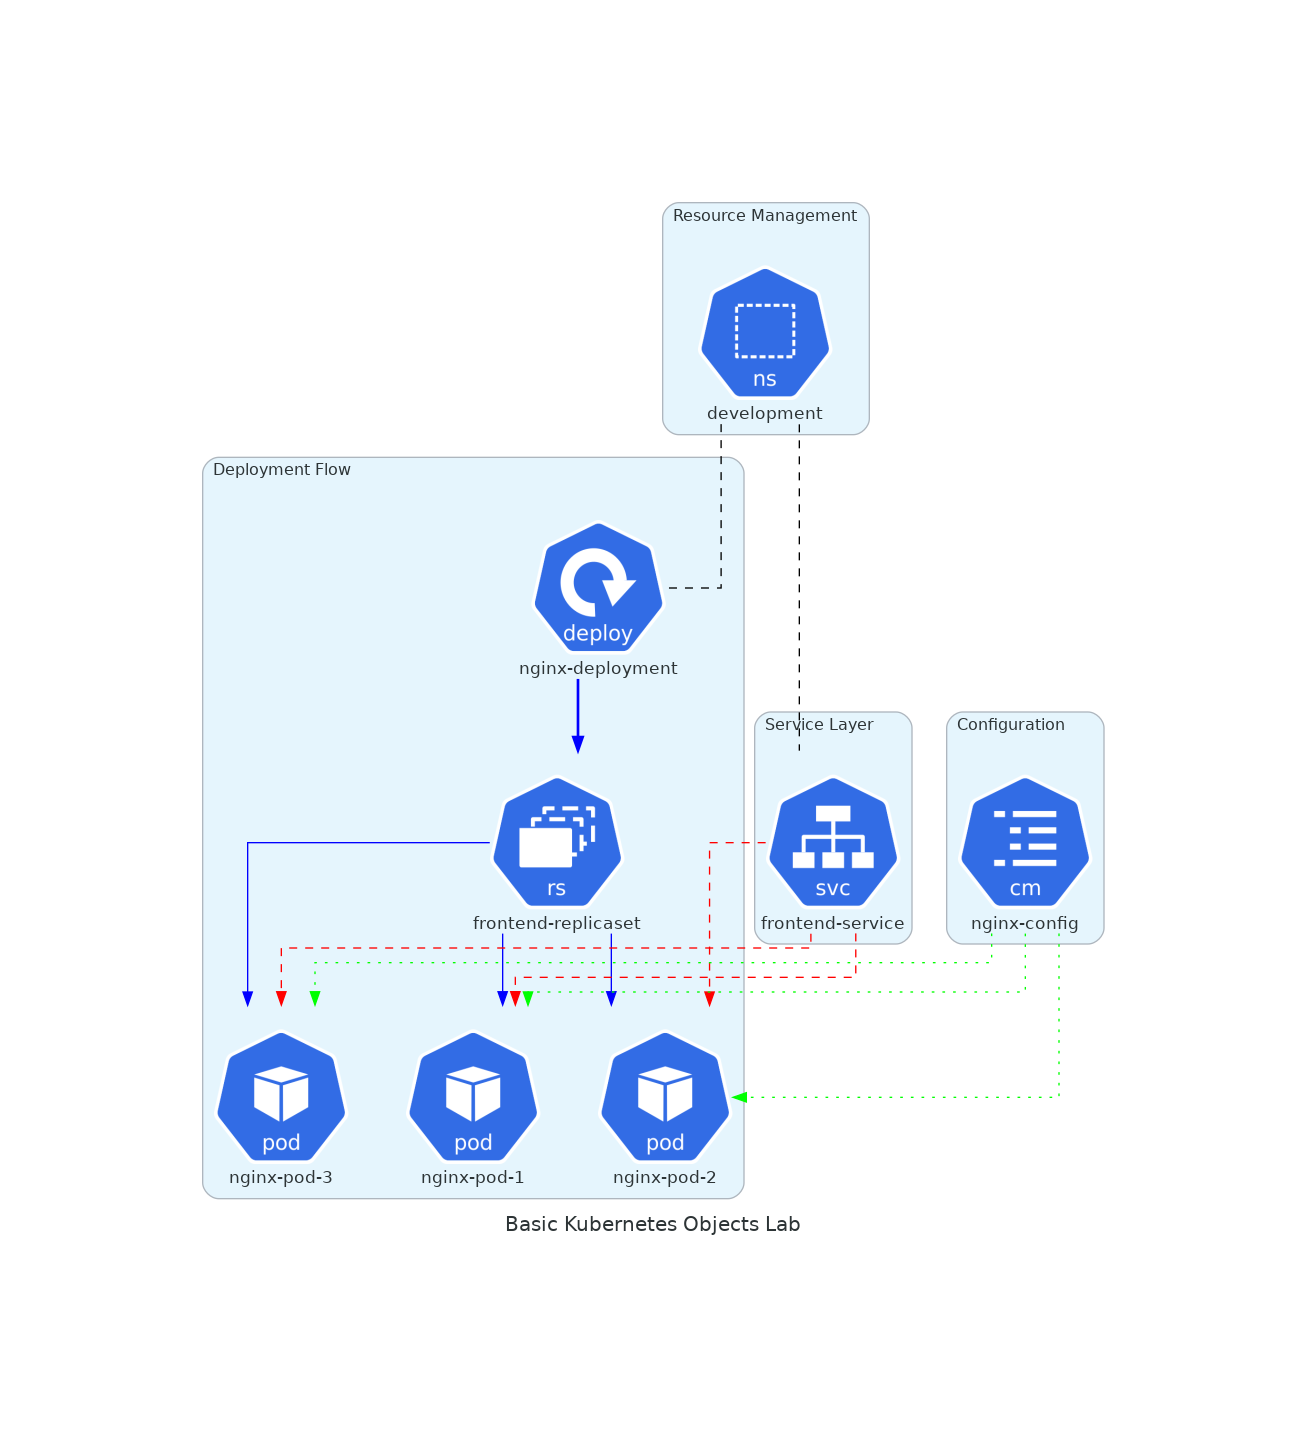 Resource Management
ns
development
Deployment Flow
deploy
nginx-deployment
Service Layer
Configuration
rs
svc
cm
frontend-replicaset
frontend-service
nginx-config
pod
pod
pod
nginx-pod-3
nginx-pod-1
nginx-pod-2
Basic Kubernetes Objects Lab